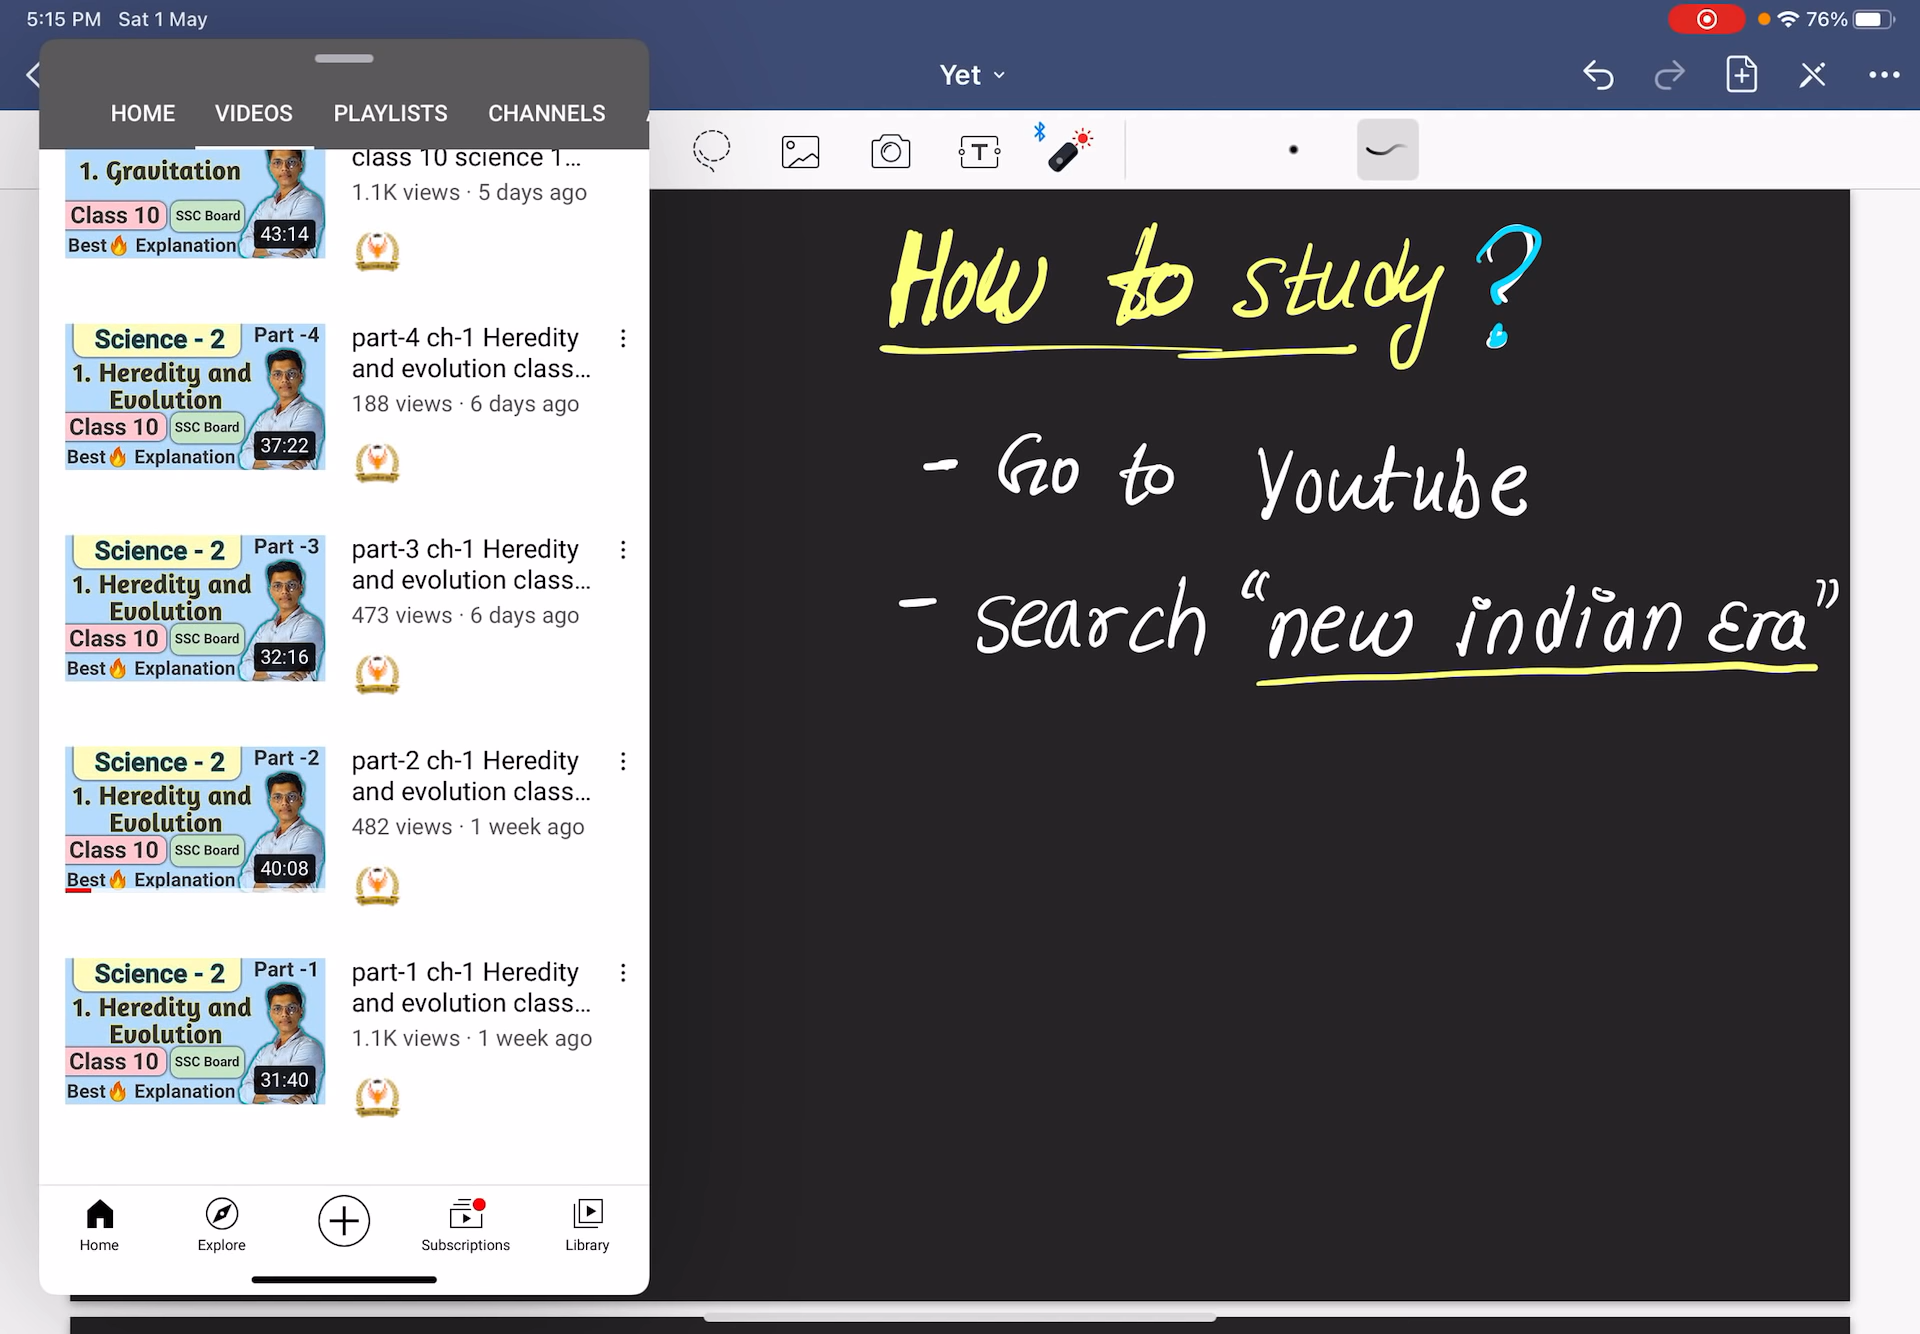 5:15 PM Sat 1 May
76%
Yet
HOME VIDEOS PLAYLISTS CHANNELS
1. Gravitation
Class 10 SSC Board
Best🔥 Explanation
43:14
class 10 science 1...
1.1K views · 5 days ago
Science - 2 Part -4
1. Heredity and
Evolution
Class 10 SSC Board
Best🔥 Explanation
37:22
part-4 ch-1 Heredity
and evolution class...
188 views · 6 days ago
Science - 2 Part -3
1. Heredity and
Evolution
Class 10 SSC Board
Best🔥 Explanation
32:16
part-3 ch-1 Heredity
and evolution class...
473 views · 6 days ago
Science - 2 Part -2
1. Heredity and
Evolution
Class 10 SSC Board
Best🔥 Explanation
40:08
part-2 ch-1 Heredity
and evolution class...
482 views · 1 week ago
Science - 2 Part -1
1. Heredity and
Evolution
Class 10 SSC Board
Best🔥 Explanation
31:40
part-1 ch-1 Heredity
and evolution class...
1.1K views · 1 week ago
Home Explore Subscriptions Library
T
How to study?
- Go to Youtube
- search "new indian Era"